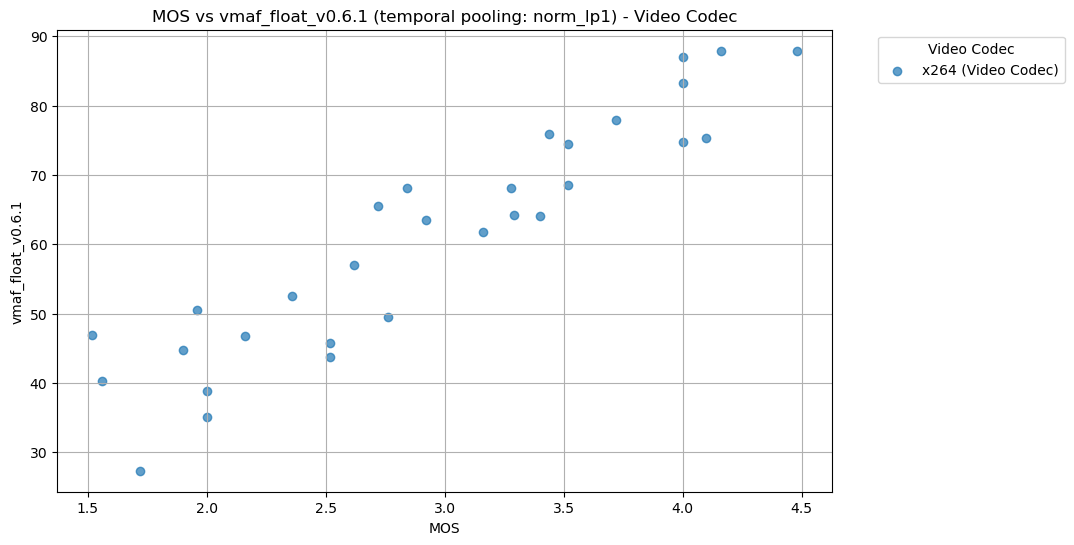 MOS vs vmaf_float_v0.6.1 (temporal pooling: norm_lp1) - Video Codec
Video Codec
x264 (Video Codec)
vmaf_float_v0.6.1
90
80
70
60
50
40
30
1.5 2.0 2.5 3.0 3.5 4.0 4.5
MOS